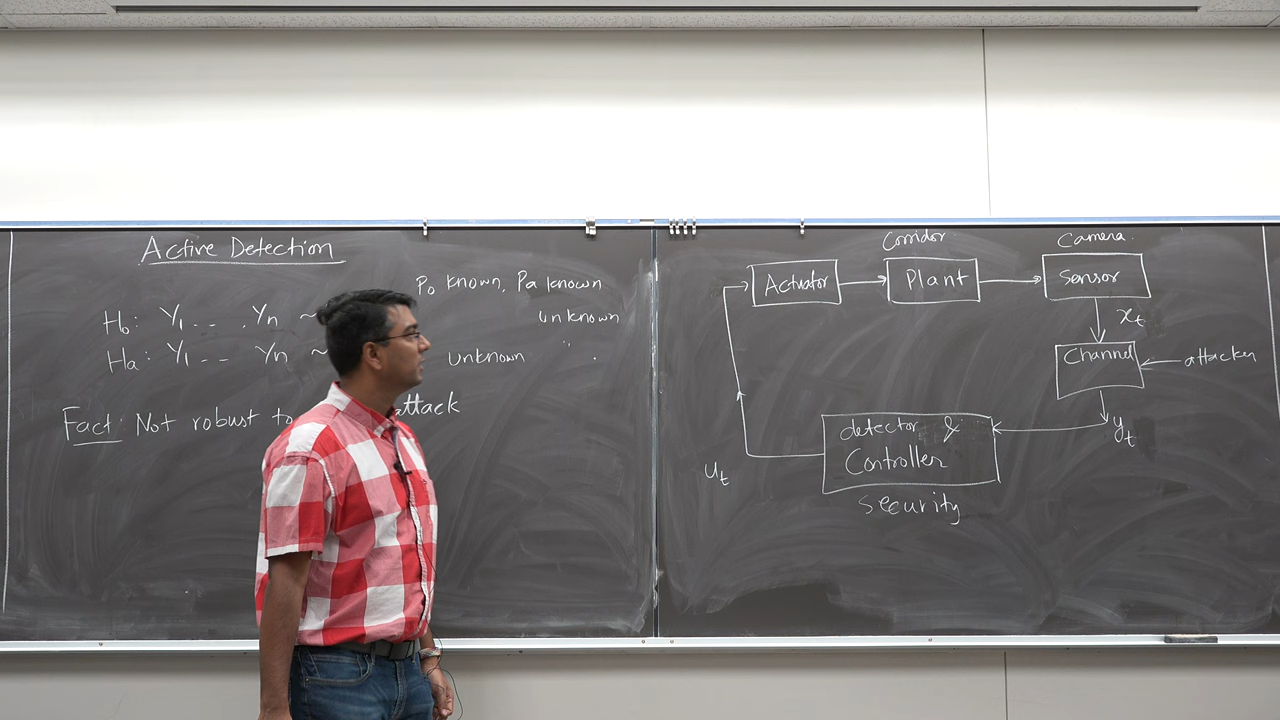 Active Detection
P0 known, Pa known
unknown
H0: Y1 .. . Yn ~
Ha: Y1 .. Yn ~
unknown " .
Fact: Not robust to attack
Corridor
Camera
Actuator
Plant
Sensor
xt
Channel
attacker
yt
detector &
Controller
ut
security